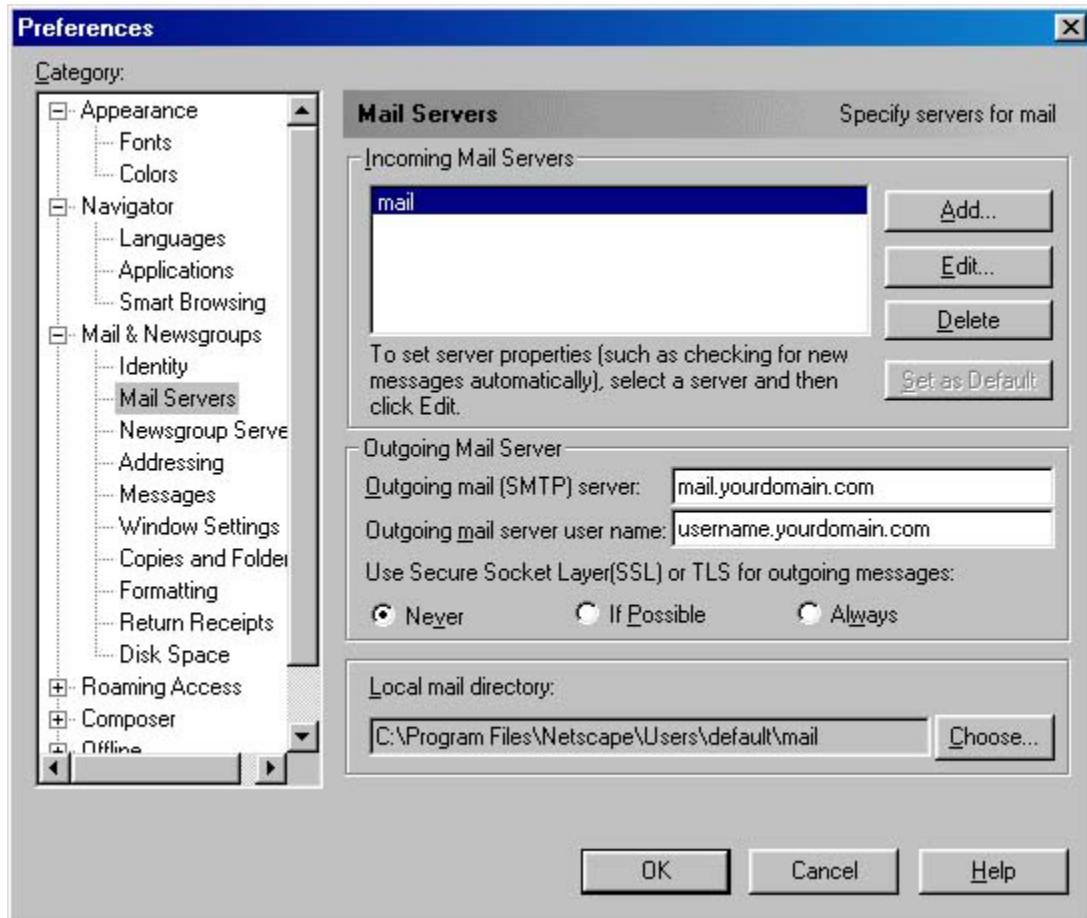 Preferences
Category:
Appearance
Fonts
Colors
Navigator
Languages
Applications
Smart Browsing
Mail & Newsgroups
Identity
Mail Servers
Newsgroup Serve
Addressing
Messages
Window Settings
Copies and Folder
Formatting
Return Receipts
Disk Space
Roaming Access
Composer
Offline
Mail Servers Specify servers for mail
Incoming Mail Servers
mail
Add...
Edit...
Delete
Set as Default
To set server properties (such as checking for new
messages automatically), select a server and then
click Edit.
Outgoing Mail Server
Outgoing mail (SMTP) server: mail.yourdomain.com
Outgoing mail server user name: username.yourdomain.com
Use Secure Socket Layer(SSL) or TLS for outgoing messages:
Never If Possible Always
Local mail directory:
C:\Program Files\Netscape\Users\default\mail Choose...
OK Cancel Help